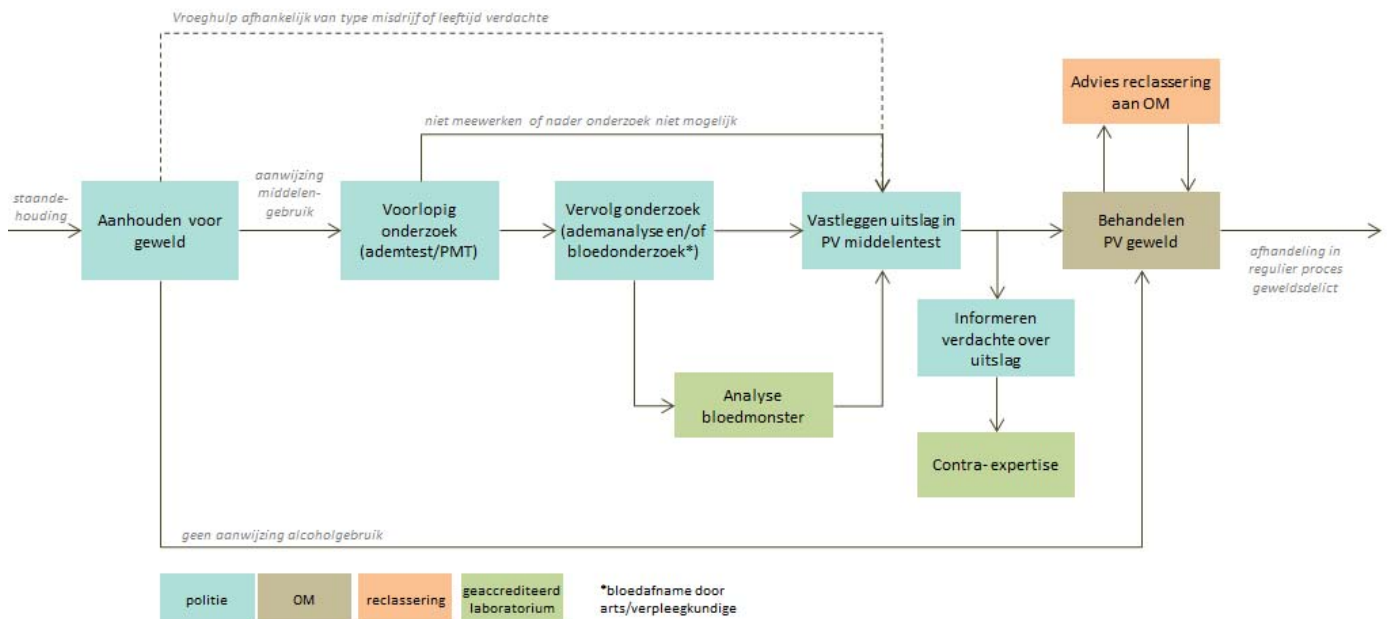 Vroeghulp afhankelijk van type misdrijf of leeftijd verdachte
Advies reclassering
aan OM
niet meewerken of nader onderzoek niet mogelijk
staande-
houding
Aanhouden voor
geweld
aanwijzing
middelen-
gebruik
Voorlopig
onderzoek
(ademtest/PMT)
Vervolg onderzoek
(ademanalyse en/of
bloedonderzoek*)
Vastleggen uitslag in
PV middelentest
Behandelen
PV geweld
afhandeling in
regulier proces
geweldsdelict
Informeren
verdachte over
uitslag
Analyse
bloedmonster
Contra- expertise
geen aanwijzing alcoholgebruik
politie
OM
reclassering
geaccrediteerd
laboratorium
*bloedafname door
arts/verpleegkundige